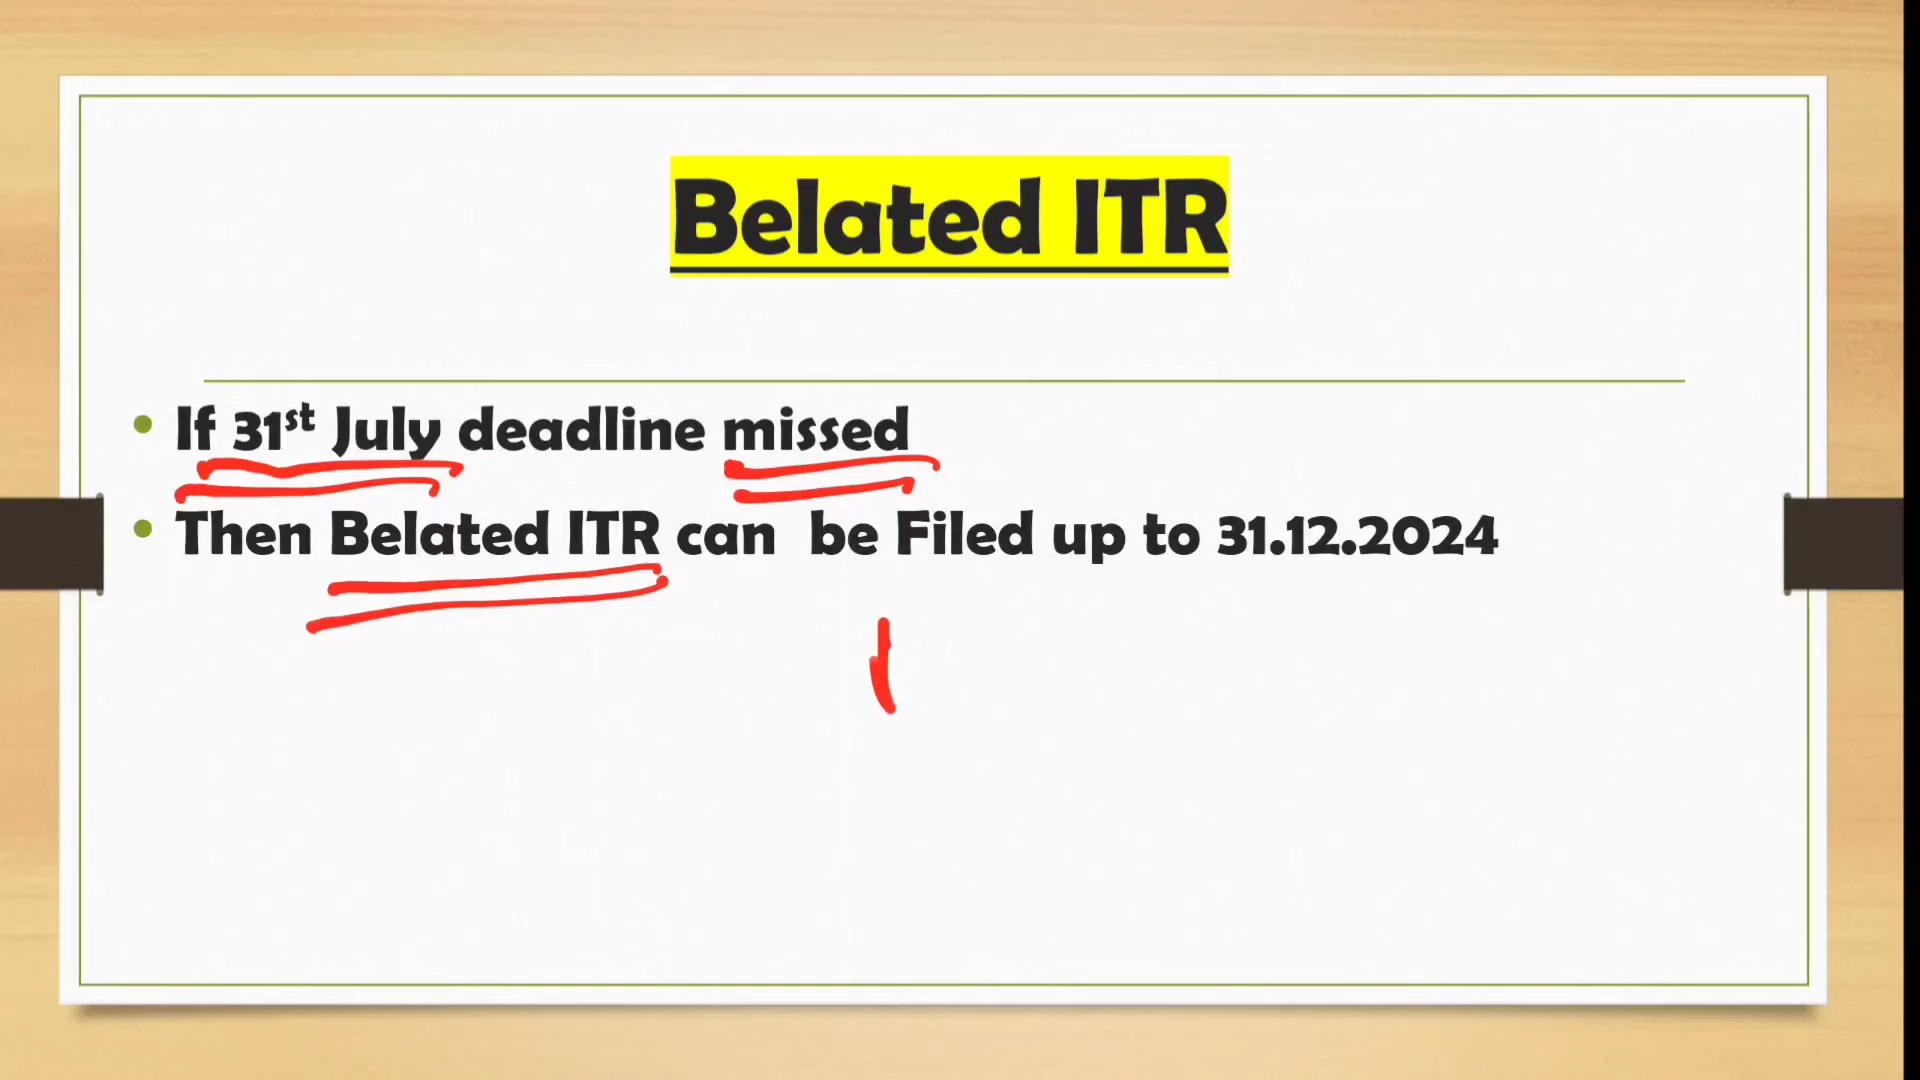 Belated ITR
If 31st July deadline missed
Then Belated ITR can be Filed up to 31.12.2024